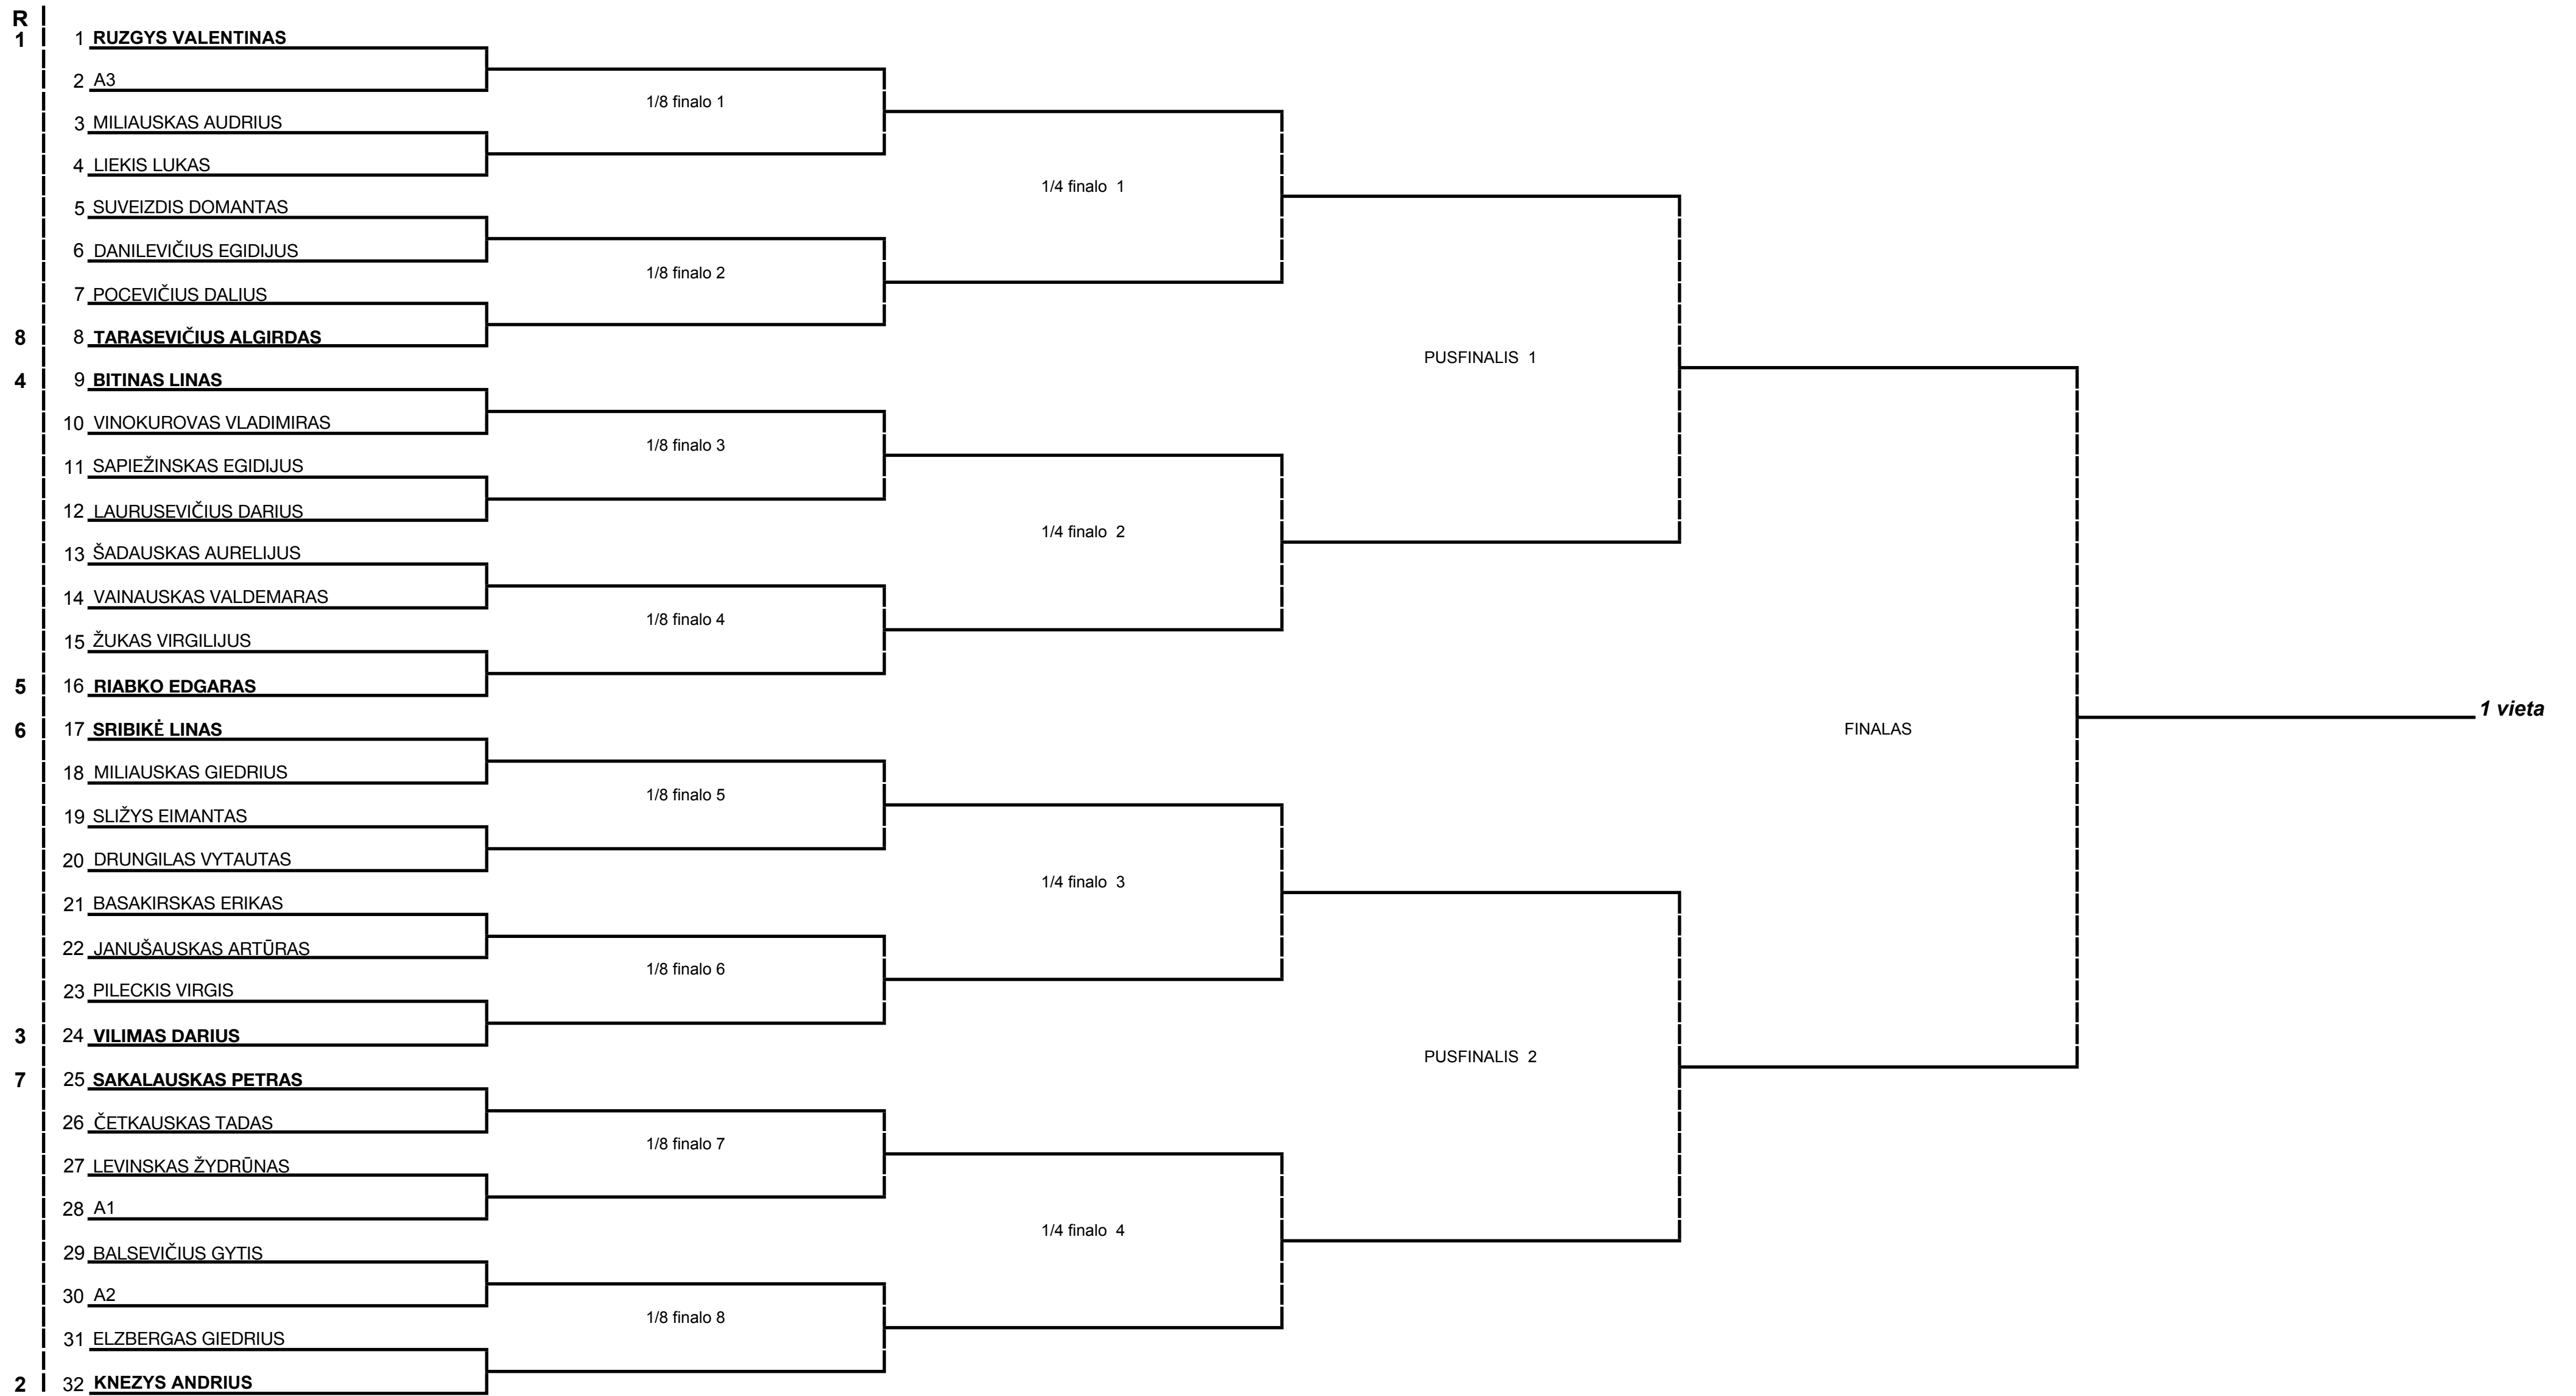 R
1 1 RUZGYS VALENTINAS
2 A3
1/8 finalo 1
3 MILIAUSKAS AUDRIUS
4 LIEKIS LUKAS
1/4 finalo 1
5 SUVEIZDIS DOMANTAS
6 DANILEVIČIUS EGIDIJUS
1/8 finalo 2
7 POCEVIČIUS DALIUS
8 8 TARASEVIČIUS ALGIRDAS
PUSFINALIS 1
4 9 BITINAS LINAS
10 VINOKUROVAS VLADIMIRAS
1/8 finalo 3
11 SAPIEŽINSKAS EGIDIJUS
12 LAURUSEVIČIUS DARIUS
1/4 finalo 2
13 ŠADAUSKAS AURELIJUS
14 VAINAUSKAS VALDEMARAS
1/8 finalo 4
15 ŽUKAS VIRGILIJUS
5 16 RIABKO EDGARAS
1 vieta
6 17 SRIBIKĖ LINAS
FINALAS
18 MILIAUSKAS GIEDRIUS
1/8 finalo 5
19 SLIŽYS EIMANTAS
20 DRUNGILAS VYTAUTAS
1/4 finalo 3
21 BASAKIRSKAS ERIKAS
22 JANUŠAUSKAS ARTŪRAS
1/8 finalo 6
23 PILECKIS VIRGIS
3 24 VILIMAS DARIUS
PUSFINALIS 2
7 25 SAKALAUSKAS PETRAS
26 ČETKAUSKAS TADAS
1/8 finalo 7
27 LEVINSKAS ŽYDRŪNAS
28 A1
1/4 finalo 4
29 BALSEVIČIUS GYTIS
30 A2
1/8 finalo 8
31 ELZBERGAS GIEDRIUS
2 32 KNEZYS ANDRIUS